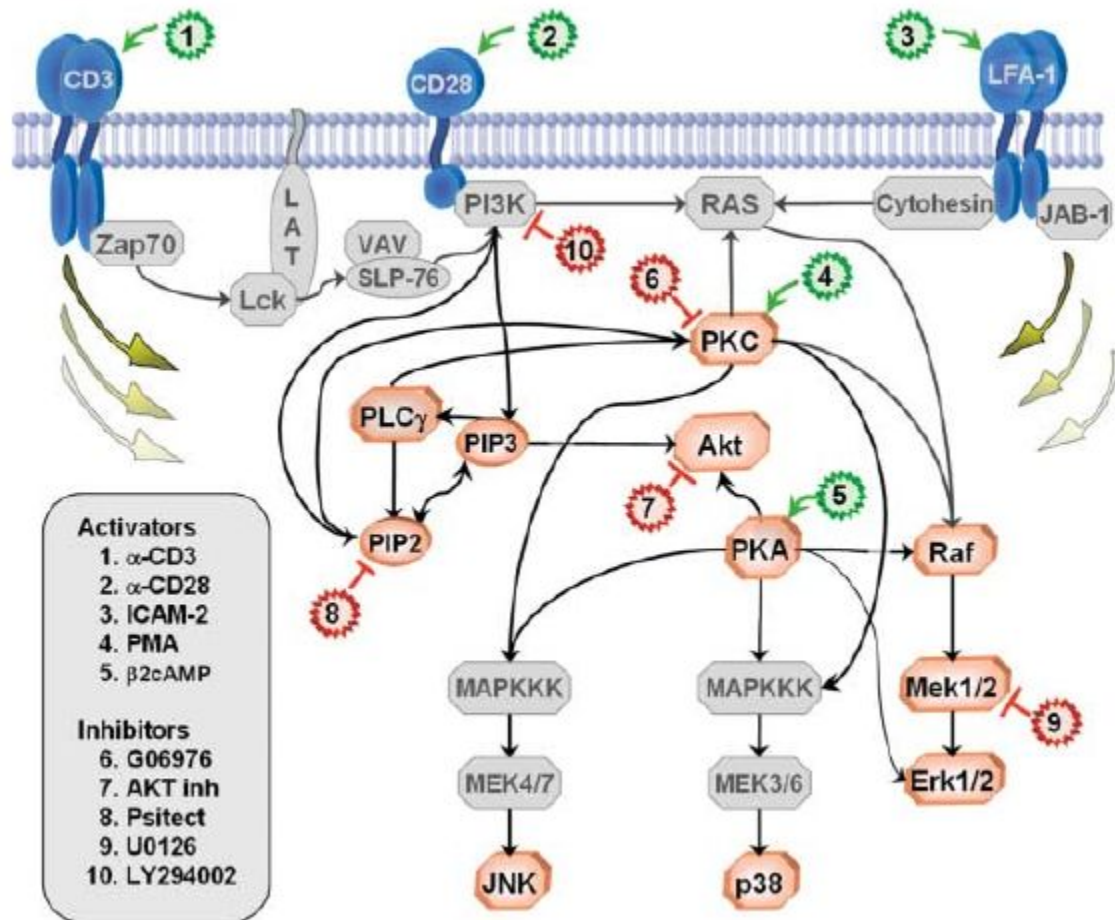 1
2
3
CD3
CD28
LFA-1
LAT
PI3K
RAS
Cytohesin
JAB-1
Zap70
VAV
SLP-76
Lck
10
6
4
PKC
PLCγ
PIP3
Akt
7
5
PIP2
PKA
Raf
8
MAPKKK
MAPKKK
Mek1/2
9
MEK4/7
MEK3/6
Erk1/2
JNK
p38
Activators
1. α-CD3
2. α-CD28
3. ICAM-2
4. PMA
5. β2cAMP
Inhibitors
6. G06976
7. AKT inh
8. Psitect
9. U0126
10. LY294002